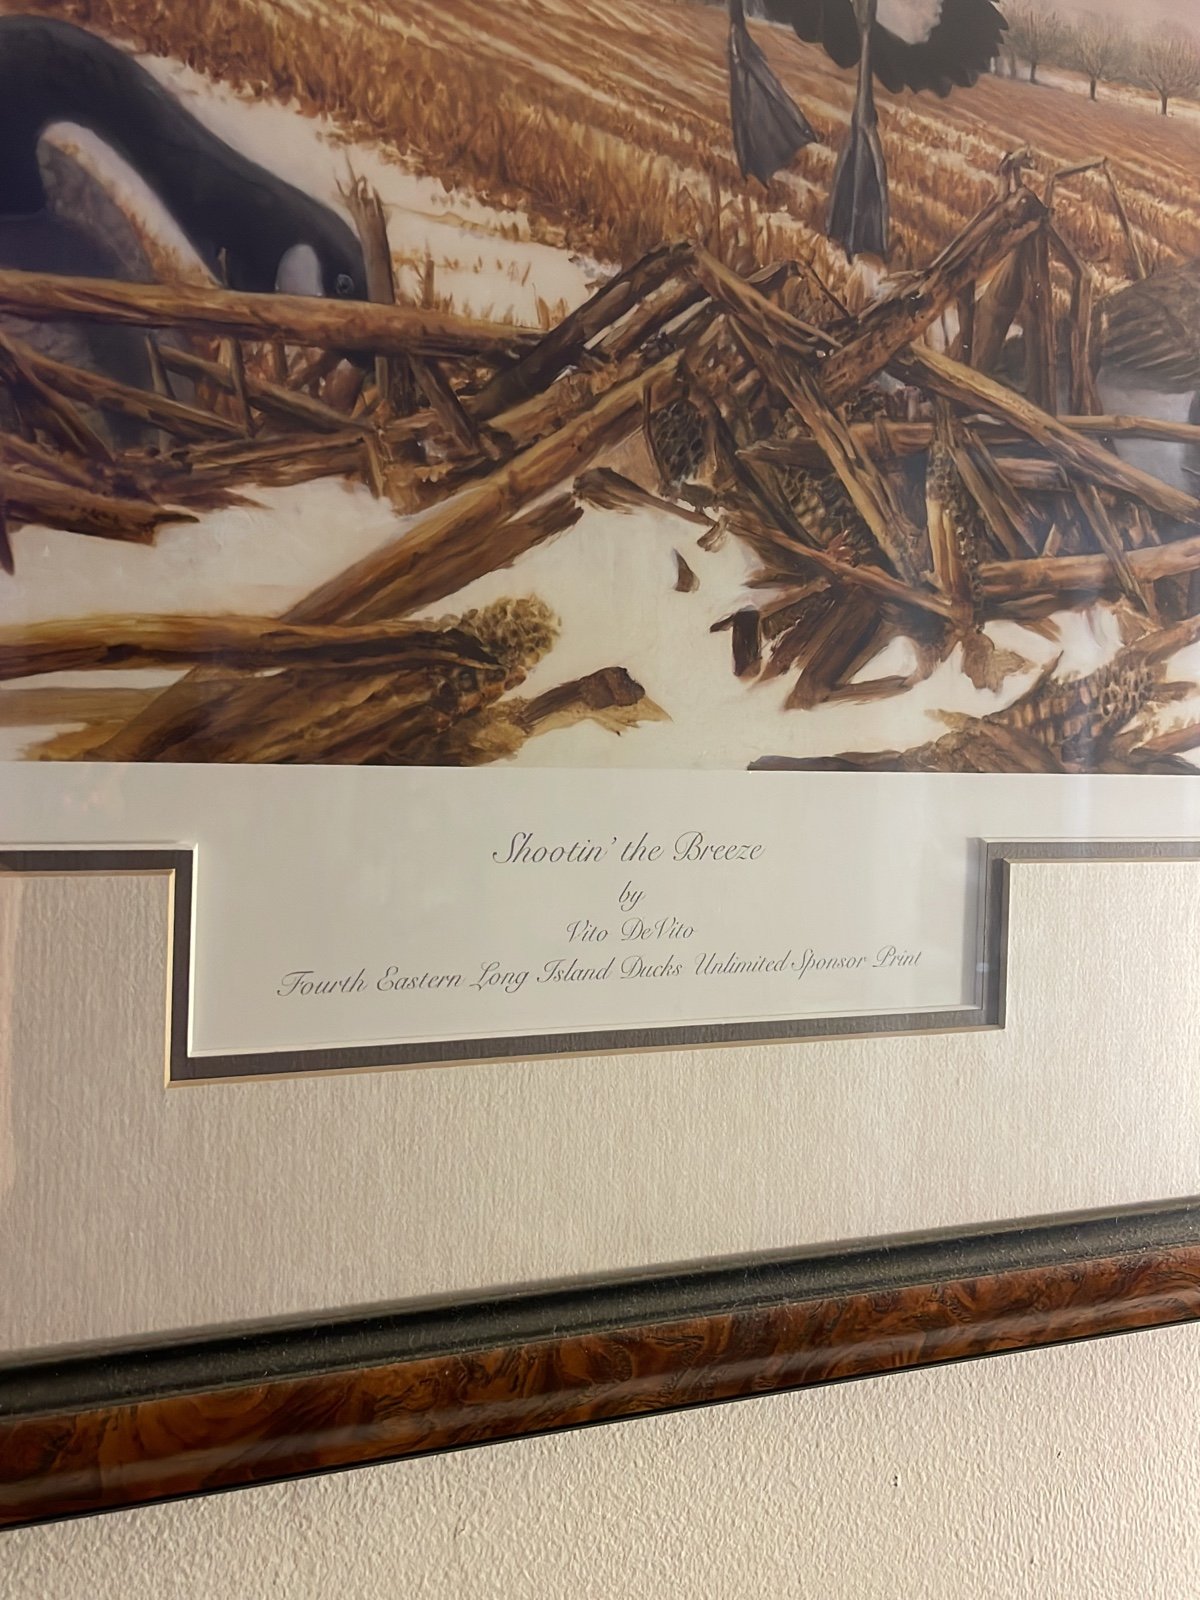 Shootin' the Breeze
by
Vito DeVito
Fourth Eastern Long Island Ducks Unlimited Sponsor Print